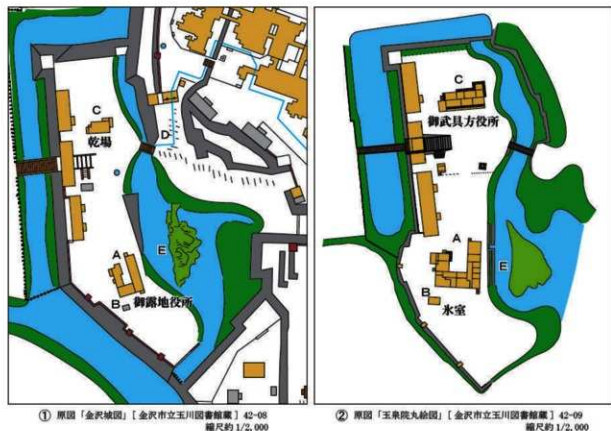 C
乾場
D
E
A
B
御露地役所
① 原図「金沢城図」[金沢市立玉川図書館蔵] 42-08
縮尺約 1/2,000
C
御武具方役所
A
E
B
氷室
② 原図「玉泉院丸絵図」[金沢市立玉川図書館蔵] 42-09
縮尺約 1/2,000